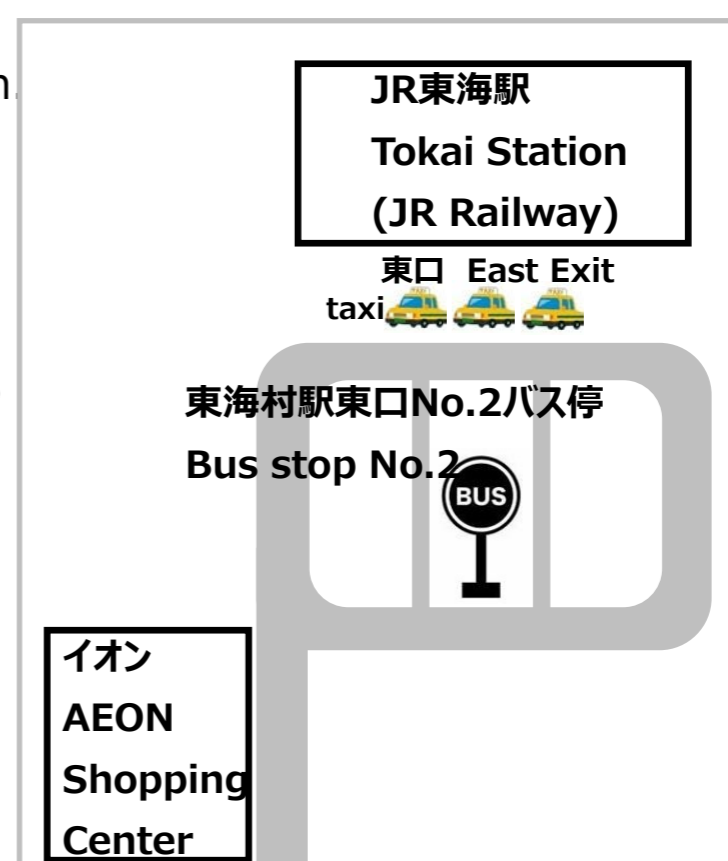 JR東海駅
Tokai Station
(JR Railway)
東口 East Exit
taxi
東海村駅東口No.2バス停
Bus stop No.2
BUS
イオン
AEON
Shopping
Center